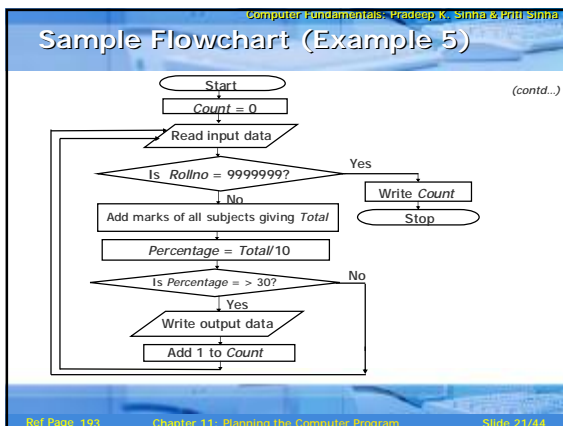 Computer Fundamentals: Pradeep K. Sinha & Priti Sinha
Sample Flowchart (Example 5)
(contd…)
Start
Count = 0
Read input data
Is Rollno = 9999999?
Yes
Write Count
Stop
No
Add marks of all subjects giving Total
Percentage = Total/10
Is Percentage = > 30?
No
Yes
Write output data
Add 1 to Count
Ref Page 193
Chapter 11: Planning the Computer Program
Slide 21/44